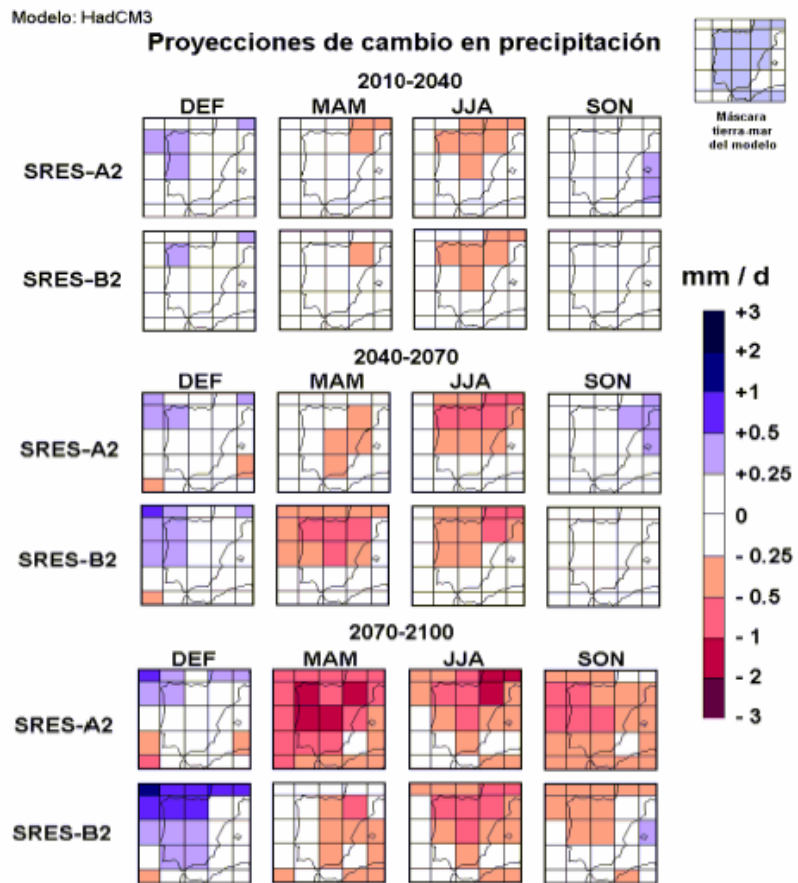 Modelo: HadCM3
Proyecciones de cambio en precipitación
Máscara
tierra-mar
del modelo
2010-2040
DEF MAM JJA SON
SRES-A2
SRES-B2
2040-2070
DEF MAM JJA SON
SRES-A2
SRES-B2
2070-2100
DEF MAM JJA SON
SRES-A2
SRES-B2
mm / d
+3
+2
+1
+0.5
+0.25
0
- 0.25
- 0.5
- 1
- 2
- 3